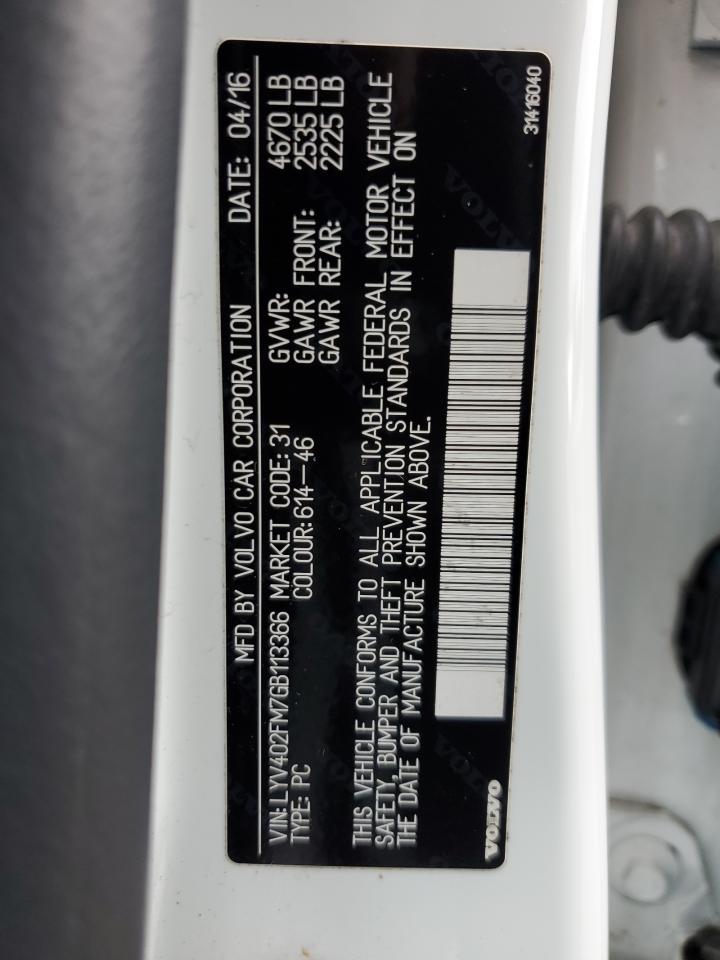 MFD BY VOLVO CAR CORPORATION DATE: 04/16
VIN: LYV402FM7GB113366 MARKET CODE: 31 GVWR: 4670 LB
TYPE: PC COLOUR: 614-46 GAWR FRONT: 2535 LB
GAWR REAR: 2225 LB
THIS VEHICLE CONFORMS TO ALL APPLICABLE FEDERAL MOTOR VEHICLE
SAFETY, BUMPER AND THEFT PREVENTION STANDARDS IN EFFECT ON
THE DATE OF MANUFACTURE SHOWN ABOVE.
VOLVO
31416040